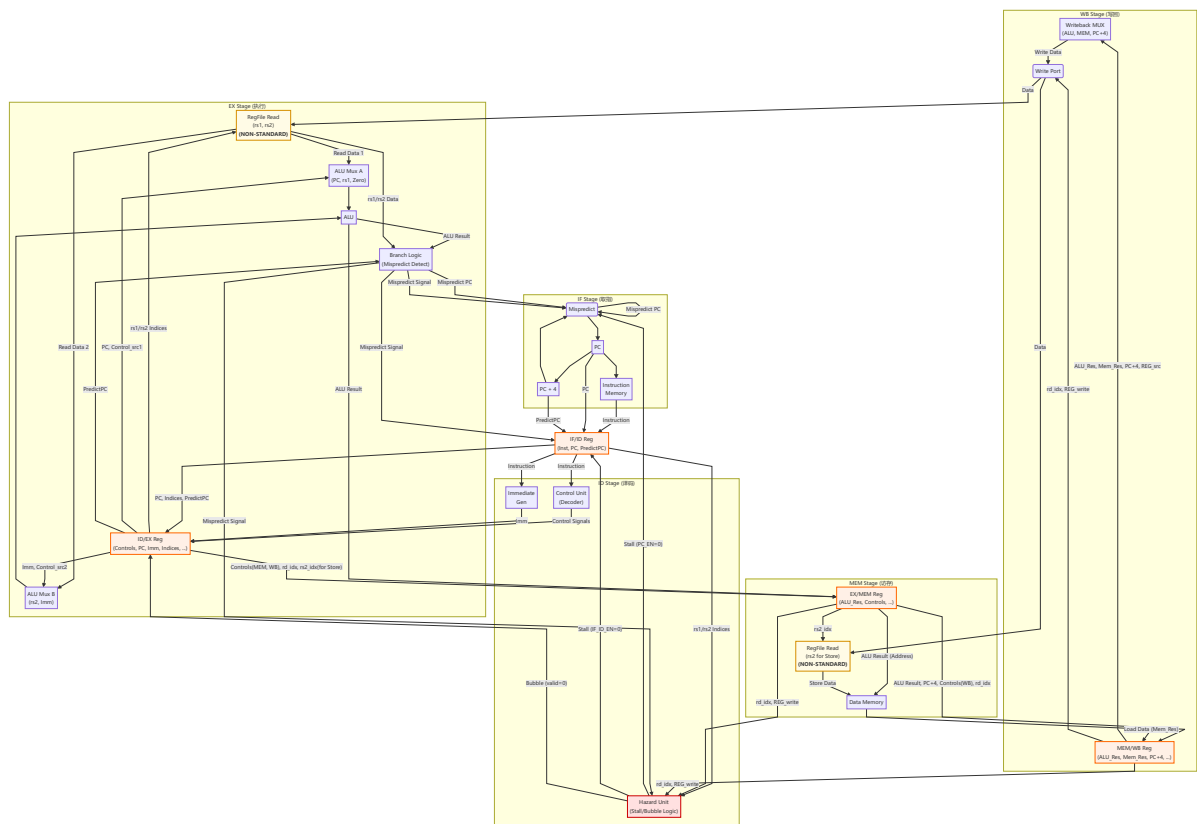 WB Stage (写回)
Writeback MUX
(ALU, MEM, PC+4)
Write Data
Write Port
Data
EX Stage (执行)
RegFile Read
(rs1, rs2)
(NON-STANDARD)
Read Data 1
ALU Mux A
(PC, rs1, Zero)
rs1/rs2 Data
ALU
ALU Result
Branch Logic
(Mispredict Detect)
Mispredict Signal
Mispredict PC
IF Stage (取指)
Mispredict
Mispredict PC
rs1/rs2 Indices
Read Data 2
PC, Control_src1
Mispredict Signal
PC
Data
ALU_Res, Mem_Res, PC+4, REG_src
PredictPC
ALU Result
PC + 4
PC
Instruction
Memory
rd_idx, REG_write
PredictPC
Instruction
IF/ID Reg
(Inst, PC, PredictPC)
Instruction
Instruction
ID Stage (译码)
PC, Indices, PredictPC
Immediate
Gen
Control Unit
(Decoder)
Mispredict Signal
Imm
Control Signals
ID/EX Reg
(Controls, PC, Imm, Indices, ...)
Stall (PC_EN=0)
Imm, Control_src2
Controls(MEM, WB), rd_idx, rs2_idx(for Store)
MEM Stage (访存)
ALU Mux B
(rs2, Imm)
EX/MEM Reg
(ALU_Res, Controls, ...)
Stall (IF_ID_EN=0)
rs1/rs2 Indices
rs2_idx
RegFile Read
(rs2 for Store)
(NON-STANDARD)
ALU Result (Address)
Bubble (valid=0)
Store Data
ALU Result, PC+4, Controls(WB), rd_idx
rd_idx, REG_write
Data Memory
Load Data (Mem_Res)
MEM/WB Reg
(ALU_Res, Mem_Res, PC+4, ...)
rd_idx, REG_write
Hazard Unit
(Stall/Bubble Logic)